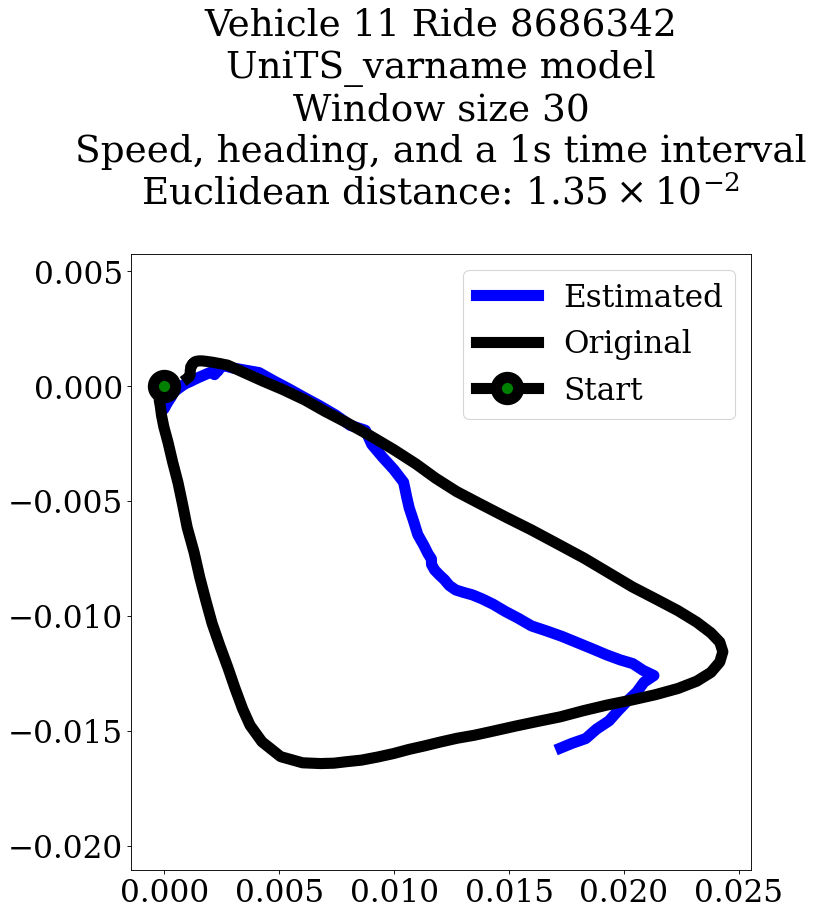 Vehicle 11 Ride 8686342
UniTS_varname model
Window size 30
Speed, heading, and a 1s time interval
Euclidean distance: 1.35 × 10⁻²
Estimated
Original
Start
0.005
0.000
−0.005
−0.010
−0.015
−0.020
0.000 0.005 0.010 0.015 0.020 0.025